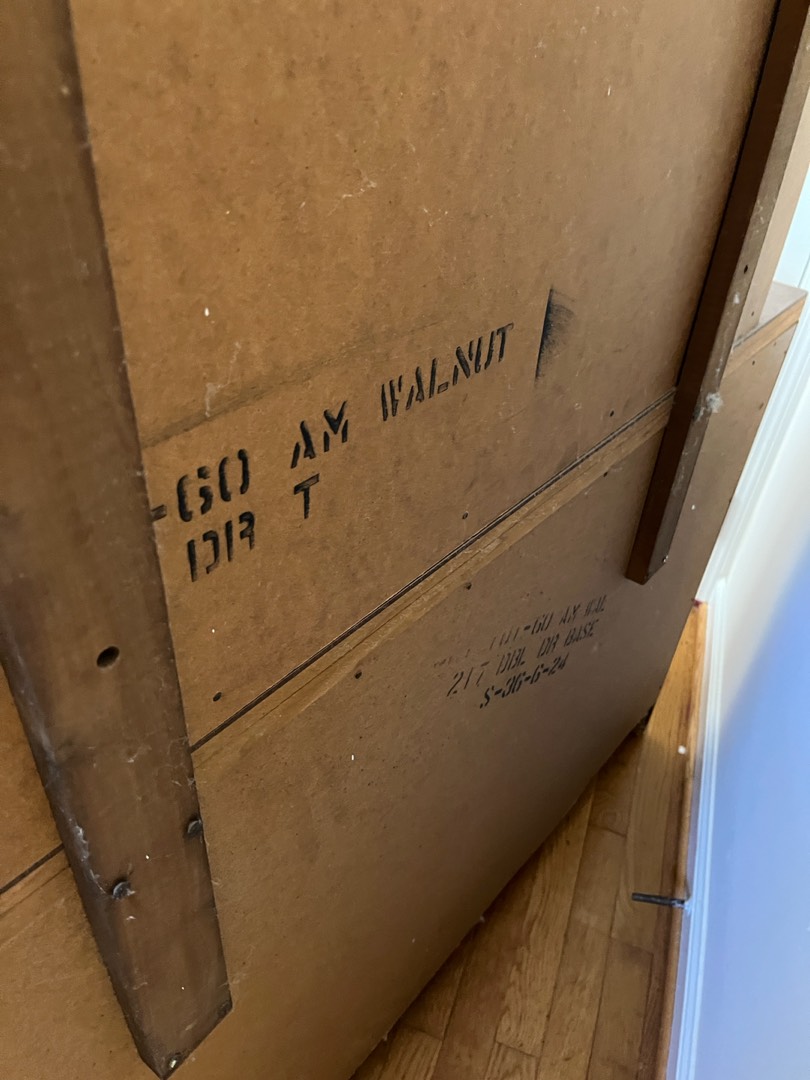 -60 AM WALNUT
DR T
-60 AM WAL
217 DBL DR BASE
S-36-6-24